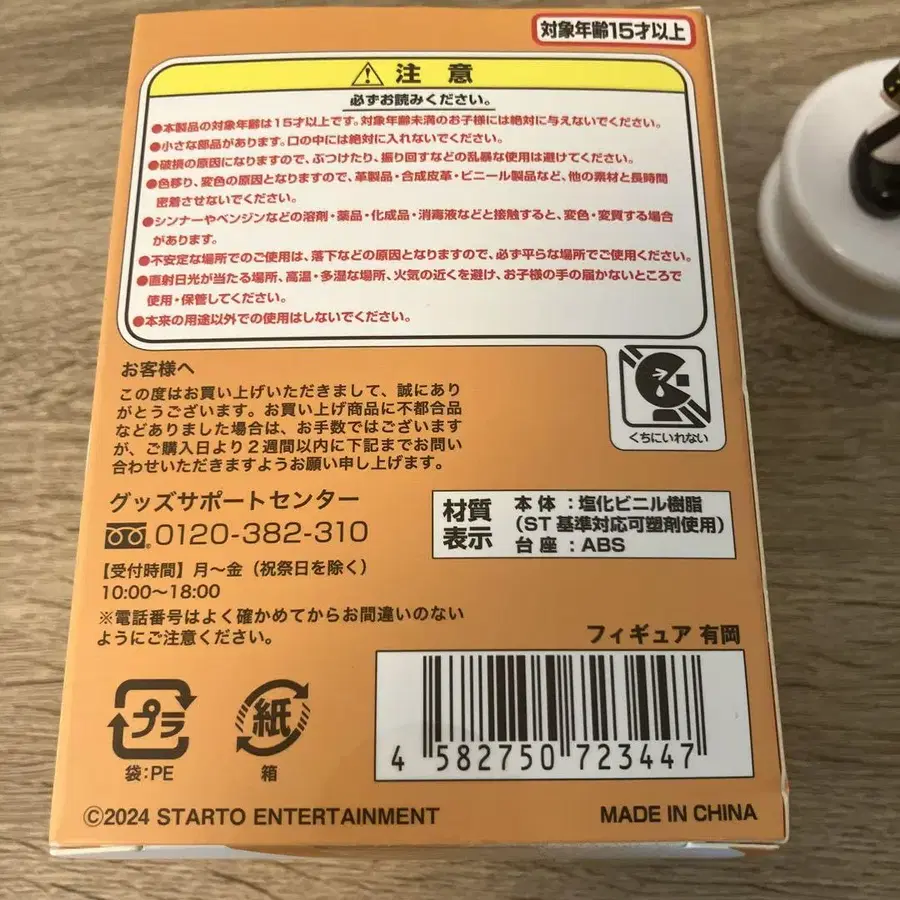 対象年齢15才以上
注意
必ずお読みください。
●本製品の対象年齢は15才以上です。対象年齢未満のお子様には絶対に与えないでください。
●小さな部品があります。口の中には絶対に入れないでください。
●破損の原因になりますので、ぶつけたり、振り回すなどの乱暴な使用は避けてください。
●色移り、変色の原因となりますので、革製品・合成皮革・ビニール製品など、他の素材と長時間
密着させないでください。
●シンナーやベンジンなどの溶剤・薬品・化成品・消毒液などと接触すると、変色・変質する場合
があります。
●不安定な場所でのご使用は、落下などの原因となりますので、必ず平らな場所でご使用ください。
●直射日光が当たる場所、高温・多湿な場所、火気の近くを避け、お子様の手の届かないところで
使用・保管してください。
●本来の用途以外での使用はしないでください。
くちにいれない
お客様へ
この度はお買い上げいただきまして、誠にあり
がとうございます。お買い上げ商品に不都合品
などありました場合は、お手数ではございます
が、ご購入日より2週間以内に下記までお問い
合わせいただきますようお願い申し上げます。
グッズサポートセンター
0120-382-310
【受付時間】月〜金（祝祭日を除く）
10:00〜18:00
※電話番号はよく確かめてからお間違いのない
ようにご注意ください。
材質
表示
本体：塩化ビニル樹脂
（ST基準対応可塑剤使用）
台座：ABS
フィギュア 有岡
4 582750 723447
プラ
袋:PE
紙
箱
©2024 STARTO ENTERTAINMENT
MADE IN CHINA